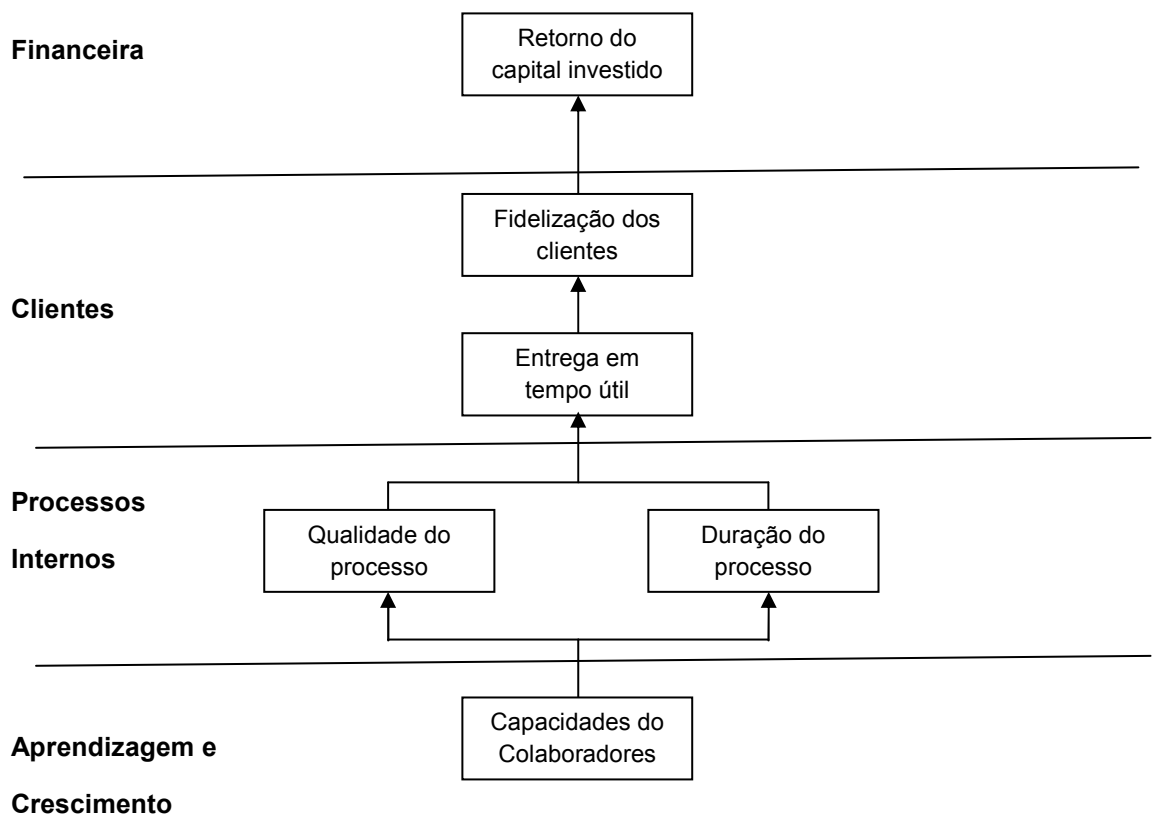 Financeira
Retorno do
capital investido
Fidelização dos
clientes
Clientes
Entrega em
tempo útil
Processos
Internos
Qualidade do
processo
Duração do
processo
Capacidades do
Colaboradores
Aprendizagem e
Crescimento